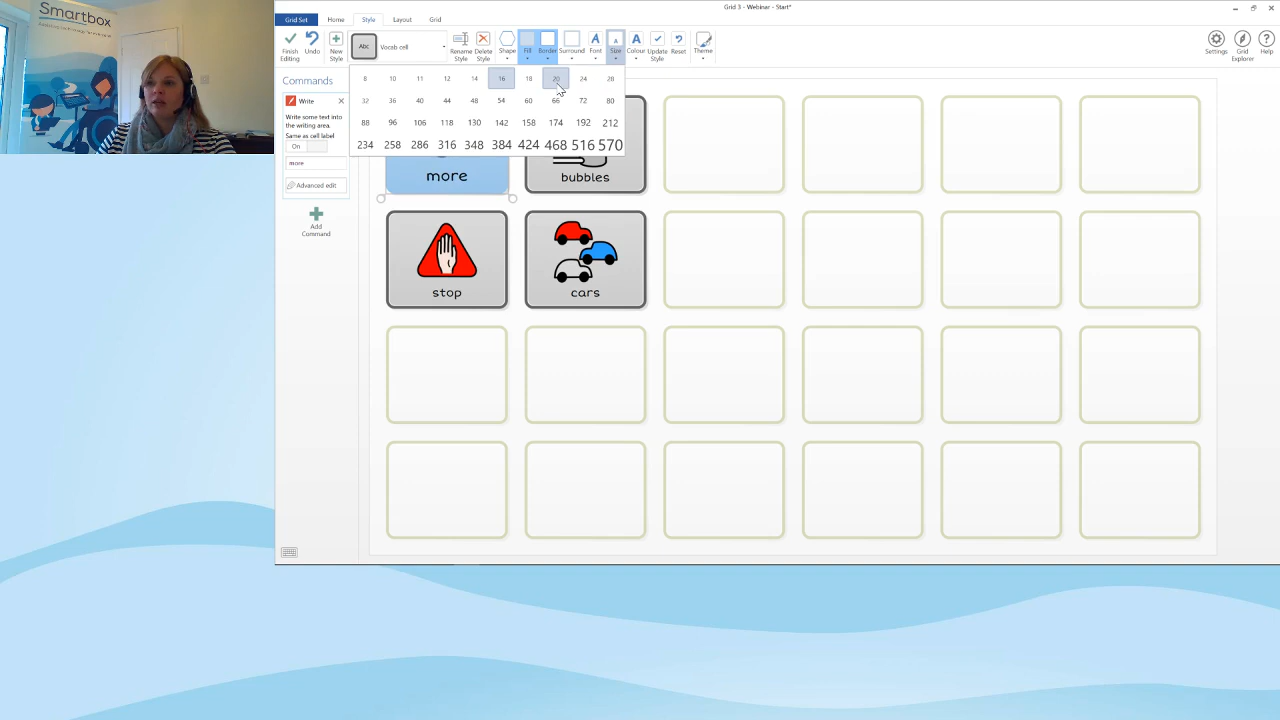 Smartbox
Grid 3 - Webinar - Start*
Grid Set Home Style Layout Grid
Finish Editing
Undo
New Style
Abc
Vocab cell
Rename Style
Delete Style
Shape
Fill
Border
Surround
Font
Size
Colour
Update Style
Reset
Theme
Settings
Grid Explorer
Help
8 10 11 12 14 16 18 20 24 28
32 36 40 44 48 54 60 66 72 80
88 96 106 118 130 142 158 174 192 212
234 258 286 316 348 384 424 468 516 570
Commands
Write
Write some text into
the writing area.
Same as cell label
On
more
Advanced edit
Add
Command
more
bubbles
stop
cars